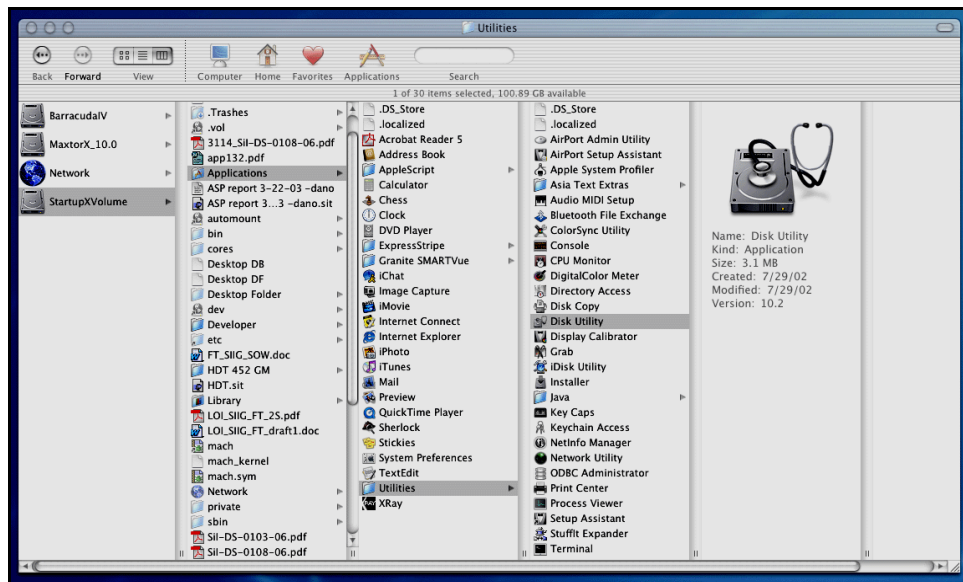 Utilities
Back Forward View Computer Home Favorites Applications Search
1 of 30 items selected, 100.89 GB available
BarracudaIV
MaxtorX_10.0
Network
StartupXVolume
.Trashes
.vol
3114_SiI-DS-0108-06.pdf
app132.pdf
Applications
ASP report 3-22-03 -dano
ASP report 3...3 -dano.sit
automount
bin
cores
Desktop DB
Desktop DF
Desktop Folder
dev
Developer
etc
FT_SIIG_SOW.doc
HDT 452 GM
HDT.sit
Library
LOI_SIIG_FT_2S.pdf
LOI_SIIG_FT_draft1.doc
mach
mach_kernel
mach.sym
Network
private
sbin
SiI-DS-0103-06.pdf
SiI-DS-0108-06.pdf
.DS_Store
.localized
Acrobat Reader 5
Address Book
AppleScript
Calculator
Chess
Clock
DVD Player
ExpressStripe
Granite SMARTVue
iChat
Image Capture
iMovie
Internet Connect
Internet Explorer
iPhoto
iTunes
Mail
Preview
QuickTime Player
Sherlock
Stickies
System Preferences
TextEdit
Utilities
XRay
.DS_Store
.localized
AirPort Admin Utility
AirPort Setup Assistant
Apple System Profiler
Asia Text Extras
Audio MIDI Setup
Bluetooth File Exchange
ColorSync Utility
Console
CPU Monitor
DigitalColor Meter
Directory Access
Disk Copy
Disk Utility
Display Calibrator
Grab
iDisk Utility
Installer
Java
Key Caps
Keychain Access
NetInfo Manager
Network Utility
ODBC Administrator
Print Center
Process Viewer
Setup Assistant
StuffIt Expander
Terminal
Name: Disk Utility
Kind: Application
Size: 3.1 MB
Created: 7/29/02
Modified: 7/29/02
Version: 10.2